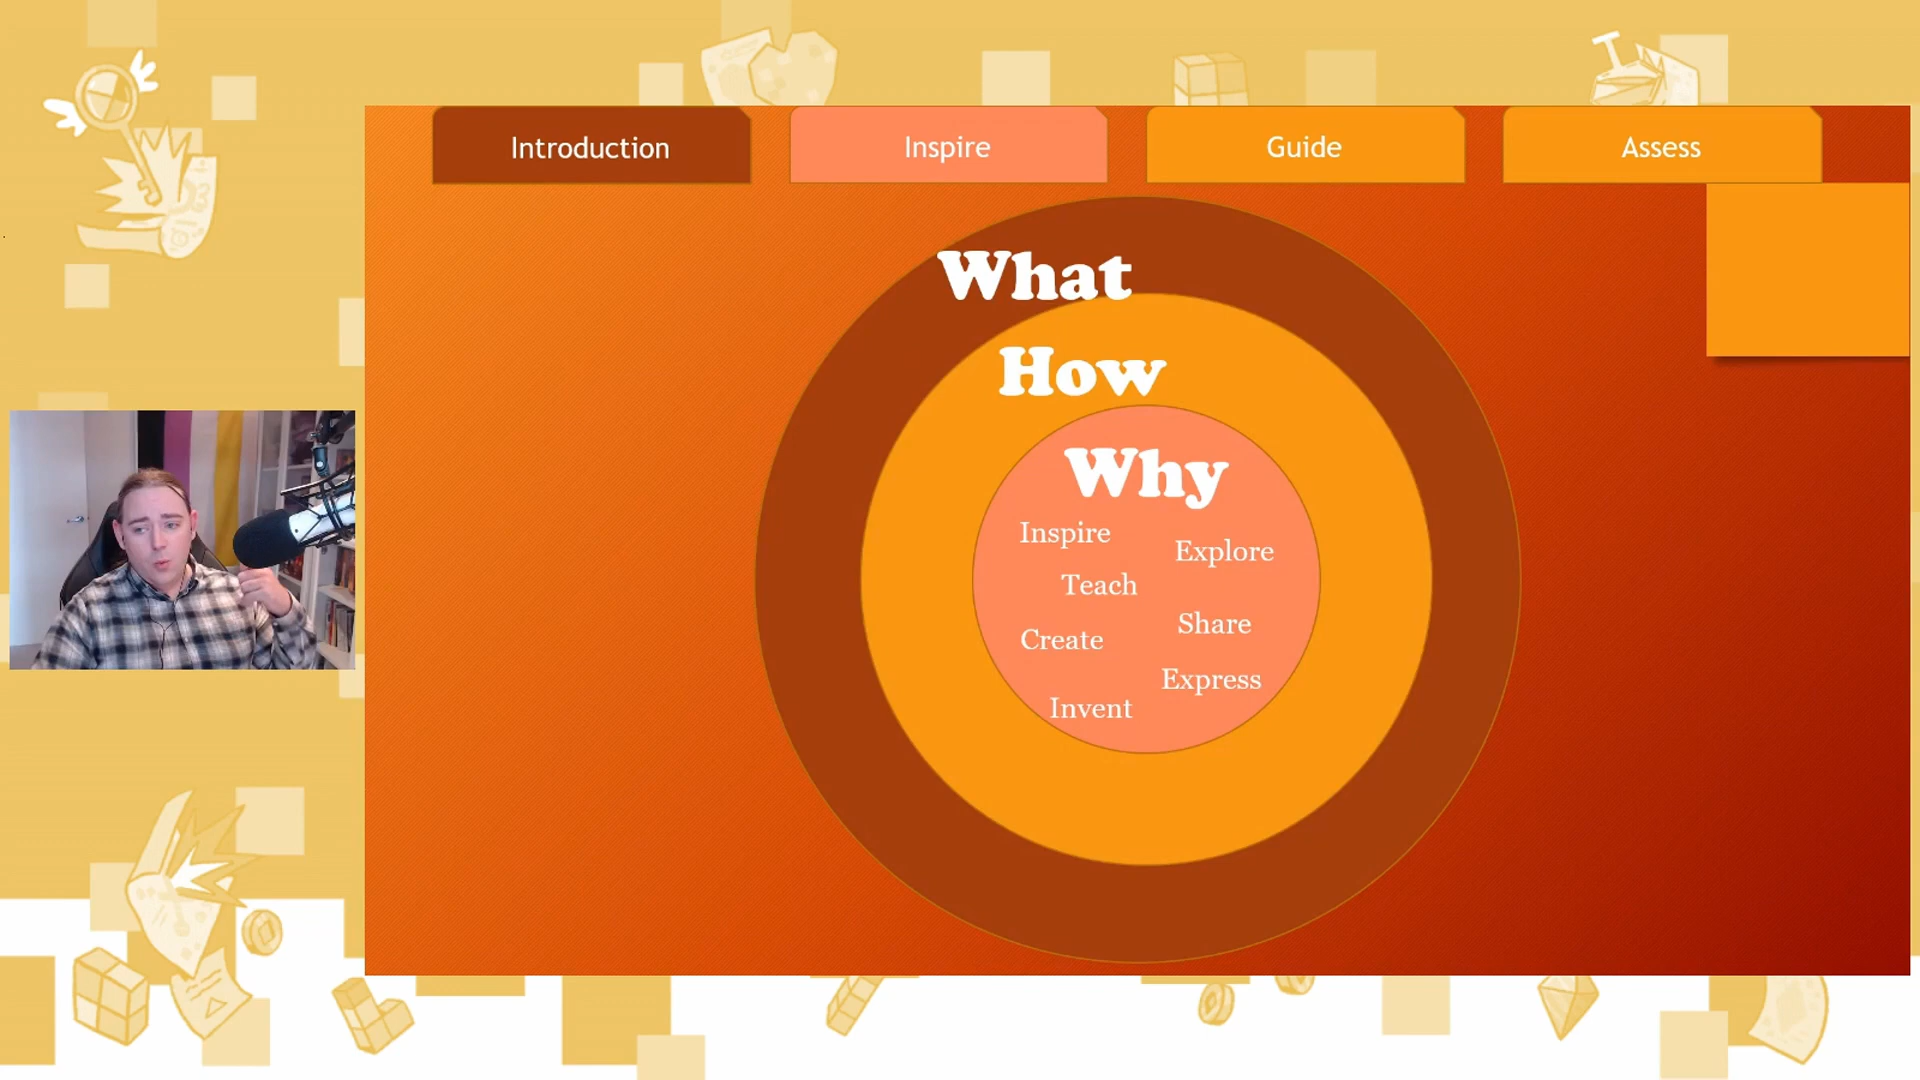 Introduction
Inspire
Guide
Assess
What
How
Why
Inspire
Explore
Teach
Share
Create
Express
Invent